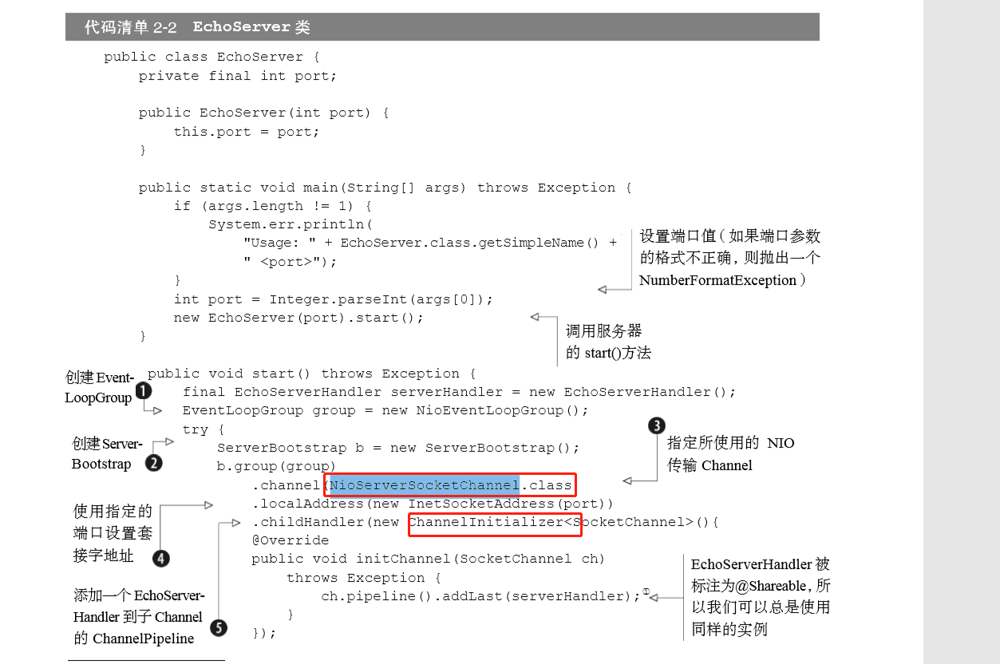 代码清单 2-2 EchoServer 类
public class EchoServer {
private final int port;
public EchoServer(int port) {
this.port = port;
}
public static void main(String[] args) throws Exception {
if (args.length != 1) {
System.err.println(
"Usage: " + EchoServer.class.getSimpleName() +
" <port>");
}
int port = Integer.parseInt(args[0]);
new EchoServer(port).start();
}
设置端口值（如果端口参数
的格式不正确，则抛出一个
NumberFormatException）
调用服务器
的 start()方法
public void start() throws Exception {
final EchoServerHandler serverHandler = new EchoServerHandler();
EventLoopGroup group = new NioEventLoopGroup();
try {
ServerBootstrap b = new ServerBootstrap();
b.group(group)
.channel(NioServerSocketChannel.class
.localAddress(new InetSocketAddress(port))
.childHandler(new ChannelInitializer<SocketChannel>(){
@Override
public void initChannel(SocketChannel ch)
throws Exception {
ch.pipeline().addLast(serverHandler);①
}
});
创建 Event-
LoopGroup ❶
创建 Server-
Bootstrap ❷
❸
指定所使用的 NIO
传输 Channel
使用指定的
端口设置套
接字地址 ❹
添加一个 EchoServer-
Handler 到子 Channel
的 ChannelPipeline ❺
EchoServerHandler 被
标注为@Shareable，所
以我们可以总是使用
同样的实例